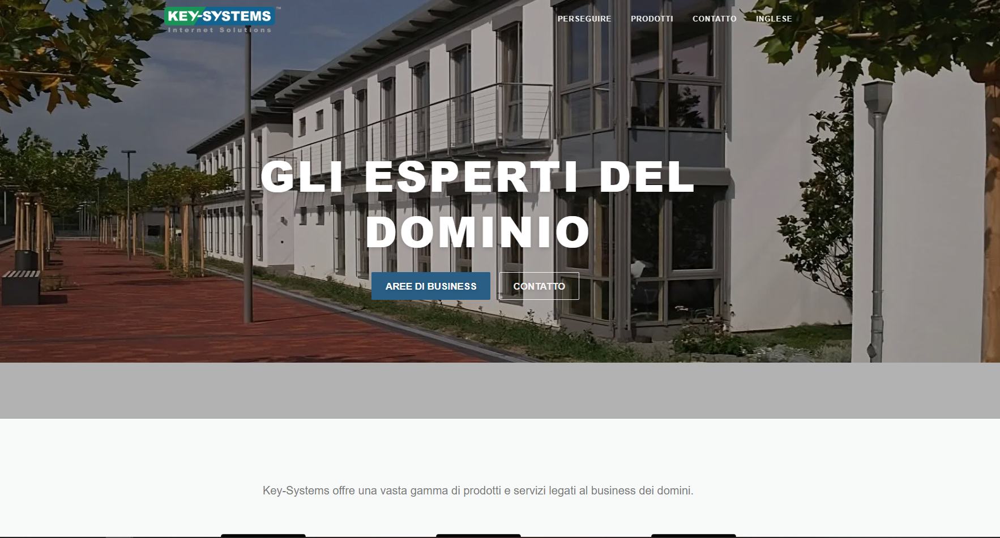 KEY-SYSTEMS™
Internet Solutions
PERSEGUIRE PRODOTTI CONTATTO INGLESE
GLI ESPERTI DEL
DOMINIO
AREE DI BUSINESS CONTATTO
Key-Systems offre una vasta gamma di prodotti e servizi legati al business dei domini.